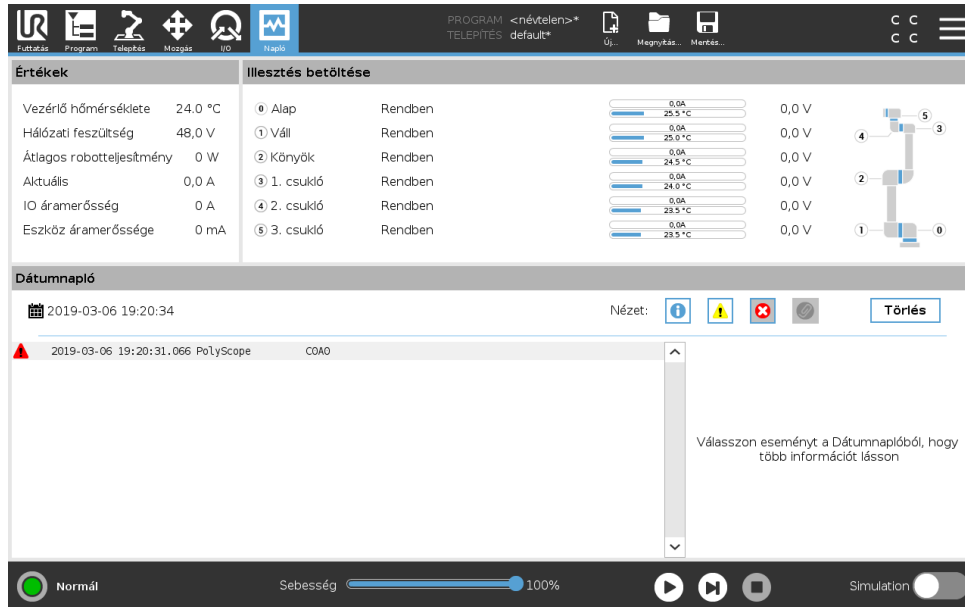 PROGRAM <névtelen>*
TELEPÍTÉS default*
C C
C C
Futtatás Program Telepítés Mozgás I/O Napló
Új... Megnyitás... Mentés...
Értékek
Illesztés betöltése
Vezérlő hőmérséklete 24.0 °C
Hálózati feszültség 48,0 V
Átlagos robotteljesítmény 0 W
Aktuális 0,0 A
IO áramerősség 0 A
Eszköz áramerőssége 0 mA
0 Alap Rendben 0,0A 25.5 °C 0,0 V
1 Váll Rendben 0,0A 25.0 °C 0,0 V
2 Könyök Rendben 0,0A 24.5 °C 0,0 V
3 1. csukló Rendben 0,0A 24.0 °C 0,0 V
4 2. csukló Rendben 0,0A 23.5 °C 0,0 V
5 3. csukló Rendben 0,0A 23.5 °C 0,0 V
5
4 3
2
1 0
Dátumnapló
2019-03-06 19:20:34
Nézet:
Törlés
2019-03-06 19:20:31.066 PolyScope C0A0
Válasszon eseményt a Dátumnaplóból, hogy
több információt lásson
Normál
Sebesség 100%
Simulation